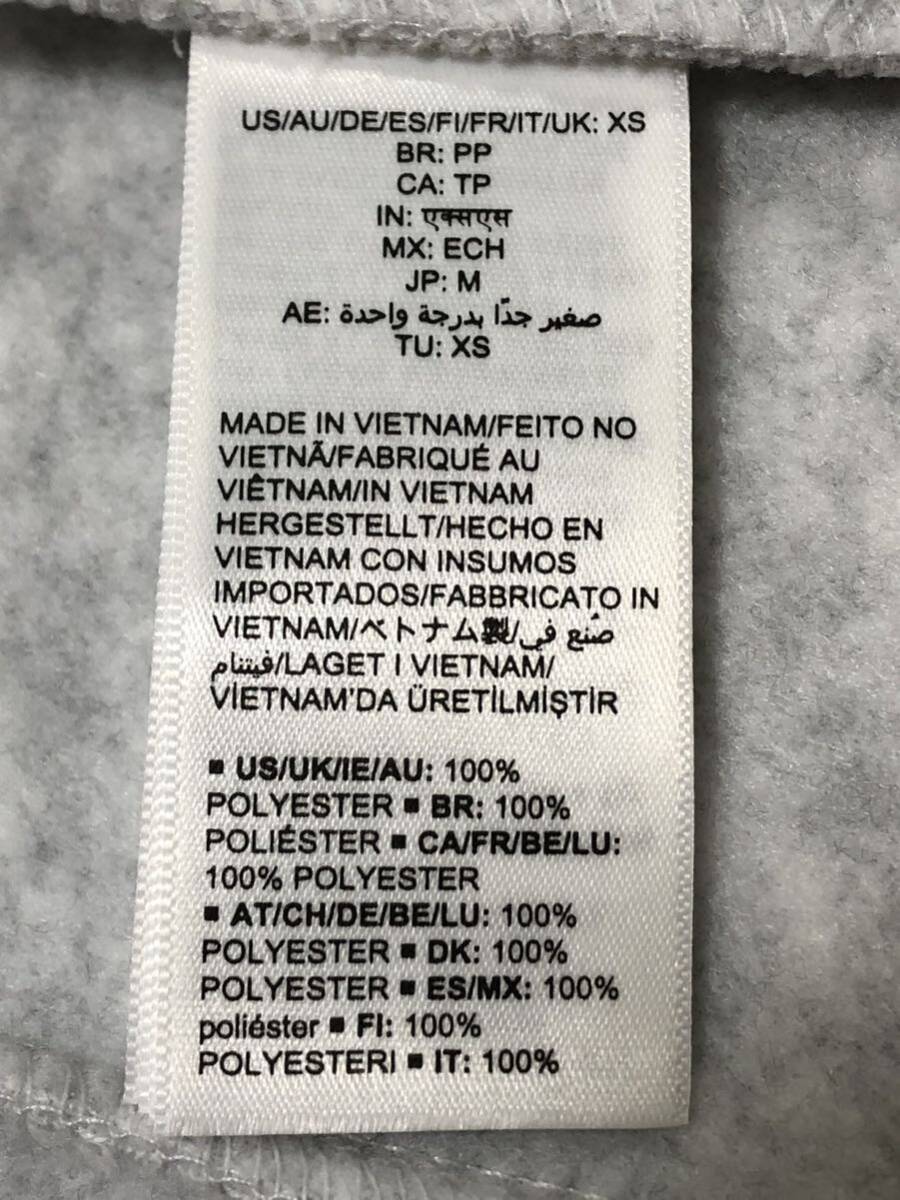 US/AU/DE/ES/FI/FR/IT/UK: XS
BR: PP
CA: TP
IN: एक्सएस
MX: ECH
JP: M
AE: صغير جدًا بدرجة واحدة
TU: XS
MADE IN VIETNAM/FEITO NO
VIETNÃ/FABRIQUÉ AU
VIÊTNAM/IN VIETNAM
HERGESTELLT/HECHO EN
VIETNAM CON INSUMOS
IMPORTADOS/FABBRICATO IN
VIETNAM/ベトナム製/صُنع في
فيتنام/LAGET I VIETNAM/
VİETNAM'DA ÜRETİLMİŞTİR
▪ US/UK/IE/AU: 100%
POLYESTER ▪ BR: 100%
POLIÉSTER ▪ CA/FR/BE/LU:
100% POLYESTER
▪ AT/CH/DE/BE/LU: 100%
POLYESTER ▪ DK: 100%
POLYESTER ▪ ES/MX: 100%
poliéster ▪ FI: 100%
POLYESTERI ▪ IT: 100%